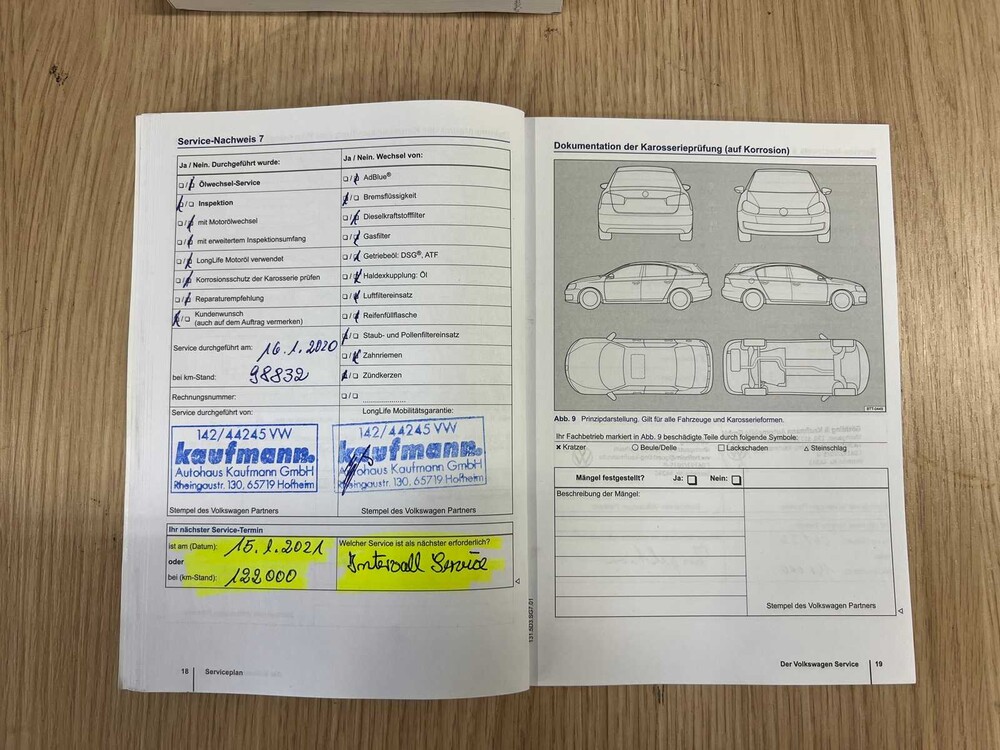 Service-Nachweis 7
Ja / Nein. Durchgeführt wurde:
Ölwechsel-Service
Inspektion
mit Motorölwechsel
mit erweitertem Inspektionsumfang
LongLife Motoröl verwendet
Korrosionsschutz der Karosserie prüfen
Reparaturempfehlung
Kundenwunsch
(auch auf dem Auftrag vermerken)
Ja / Nein. Wechsel von:
AdBlue®
Bremsflüssigkeit
Dieselkraftstofffilter
Gasfilter
Getriebeöl: DSG®, ATF
Haldexkupplung: Öl
Luftfiltereinsatz
Reifenfüllflasche
Staub- und Pollenfiltereinsatz
Zahnriemen
Zündkerzen
Service durchgeführt am: 16.1.2020
bei km-Stand: 98832
Rechnungsnummer:
Service durchgeführt von:
LongLife Mobilitätsgarantie:
142/44245 VW
kaufmann.
Autohaus Kaufmann GmbH
Rheingaustr. 130, 65719 Hofheim
142/44245 VW
kaufmann.
Autohaus Kaufmann GmbH
Rheingaustr. 130, 65719 Hofheim
Stempel des Volkswagen Partners
Stempel des Volkswagen Partners
Ihr nächster Service-Termin
ist am (Datum): 15.1.2021
oder
bei (km-Stand): 122000
Welcher Service ist als nächster erforderlich?
Intervall Service
18 Serviceplan
131.5D3.SG7.01
Dokumentation der Karosserieprüfung (auf Korrosion)
B7T-0449
Abb. 9 Prinzipdarstellung. Gilt für alle Fahrzeuge und Karosserieformen.
Ihr Fachbetrieb markiert in Abb. 9 beschädigte Teile durch folgende Symbole:
Kratzer Beule/Delle Lackschaden Steinschlag
Mängel festgestellt? Ja: Nein:
Beschreibung der Mängel:
Stempel des Volkswagen Partners
Der Volkswagen Service 19